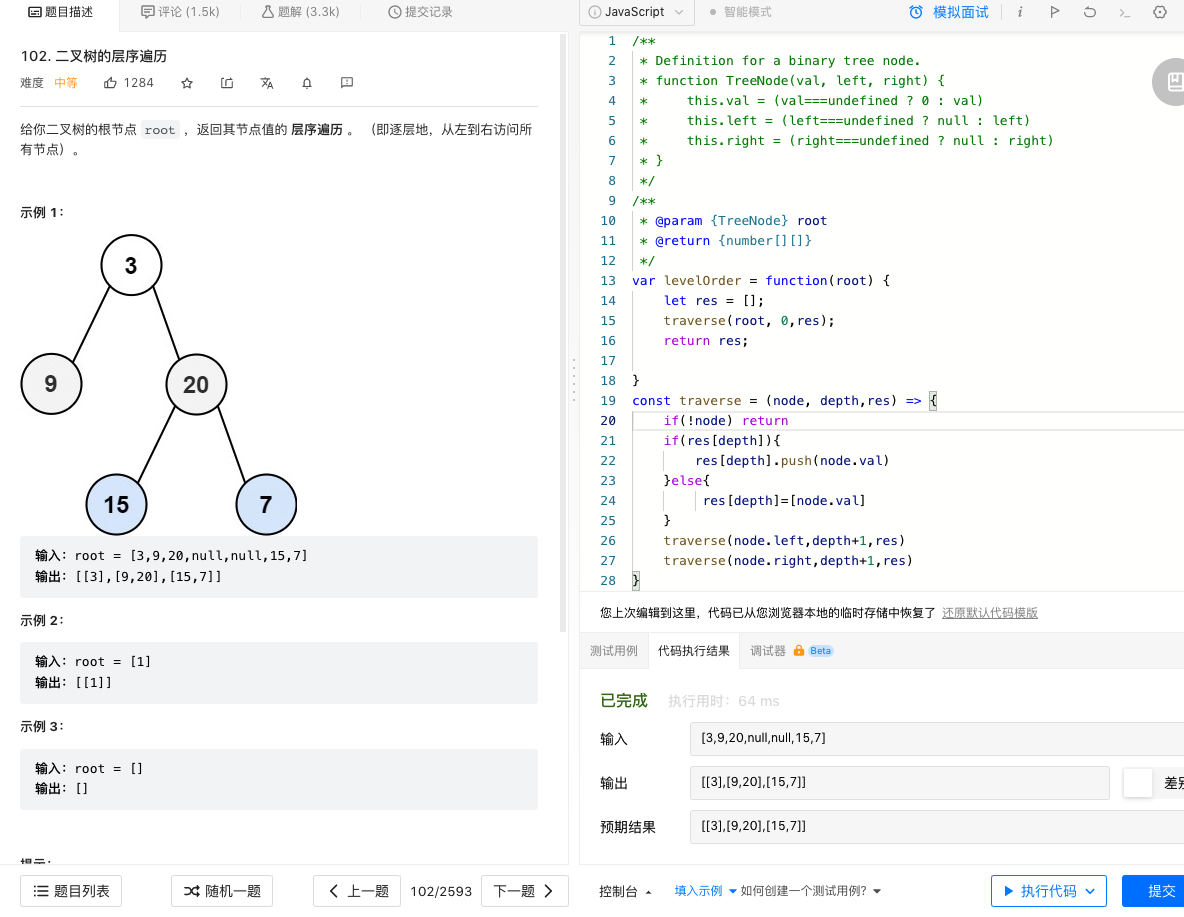 题目描述
评论 (1.5k)
题解 (3.3k)
提交记录
102. 二叉树的层序遍历
难度 中等 1284
给你二叉树的根节点 root ，返回其节点值的 层序遍历 。 （即逐层地，从左到右访问所
有节点）。
示例 1：
3
9
20
15
7
输入：root = [3,9,20,null,null,15,7]
输出：[[3],[9,20],[15,7]]
示例 2：
输入：root = [1]
输出：[[1]]
示例 3：
输入：root = []
输出：[]
提示：
题目列表
随机一题
上一题
102/2593
下一题
JavaScript
智能模式
模拟面试
1 /**
2  * Definition for a binary tree node.
3  * function TreeNode(val, left, right) {
4  *     this.val = (val===undefined ? 0 : val)
5  *     this.left = (left===undefined ? null : left)
6  *     this.right = (right===undefined ? null : right)
7  * }
8  */
9 /**
10  * @param {TreeNode} root
11  * @return {number[][]}
12  */
13 var levelOrder = function(root) {
14     let res = [];
15     traverse(root, 0,res);
16     return res;
17
18 }
19 const traverse = (node, depth,res) => {
20     if(!node) return
21     if(res[depth]){
22         res[depth].push(node.val)
23     }else{
24          res[depth]=[node.val]
25     }
26     traverse(node.left,depth+1,res)
27     traverse(node.right,depth+1,res)
28 }
您上次编辑到这里，代码已从您浏览器本地的临时存储中恢复了 还原默认代码模版
测试用例
代码执行结果
调试器 Beta
已完成 执行用时：64 ms
输入
[3,9,20,null,null,15,7]
输出
[[3],[9,20],[15,7]]
差别
预期结果
[[3],[9,20],[15,7]]
控制台
填入示例
如何创建一个测试用例?
执行代码
提交